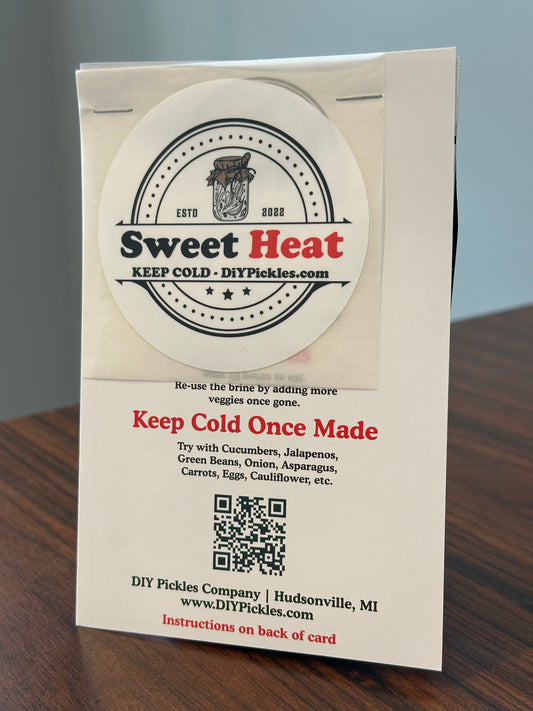 ESTD 2022
Sweet Heat
KEEP COLD - DiYPickles.com
Re-use the brine by adding more
veggies once gone.
Keep Cold Once Made
Try with Cucumbers, Jalapenos,
Green Beans, Onion, Asparagus,
Carrots, Eggs, Cauliflower, etc.
DIY Pickles Company | Hudsonville, MI
www.DIYPickles.com
Instructions on back of card